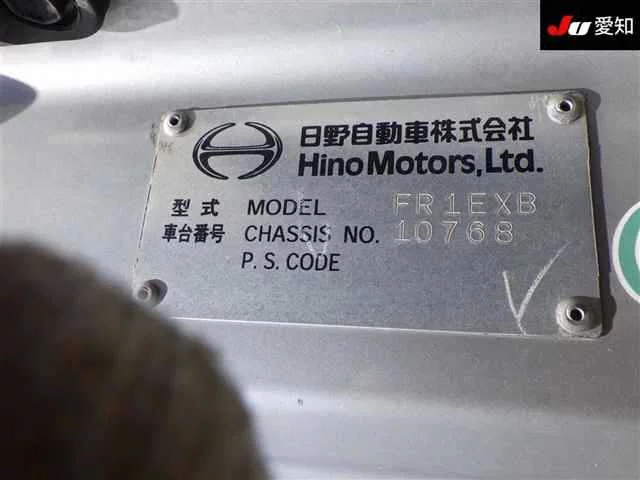 JU 愛知
日野自動車株式会社
Hino Motors, Ltd.
型式 MODEL FR1EXB
車台番号 CHASSIS NO. 10768
P. S. CODE